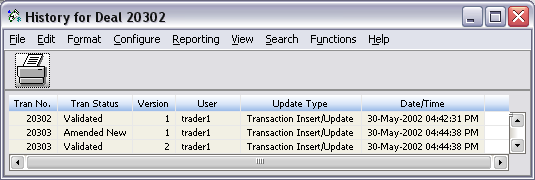 History for Deal 20302
File Edit Format Configure Reporting View Search Functions Help
Tran No. Tran Status Version User Update Type Date/Time
20302 Validated 1 trader1 Transaction Insert/Update 30-May-2002 04:42:31 PM
20303 Amended New 1 trader1 Transaction Insert/Update 30-May-2002 04:44:38 PM
20303 Validated 2 trader1 Transaction Insert/Update 30-May-2002 04:44:38 PM